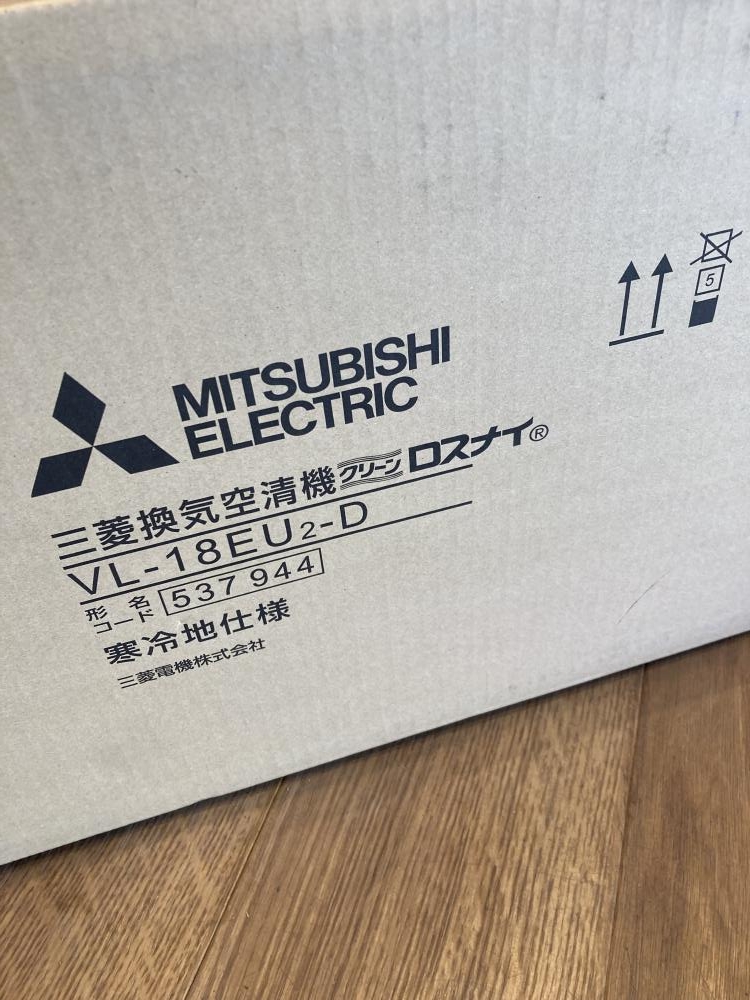 5
MITSUBISHI
ELECTRIC
三菱換気空清機クリーンロスナイ®
VL-18EU₂-D
形名
コード 537944
寒冷地仕様
三菱電機株式会社